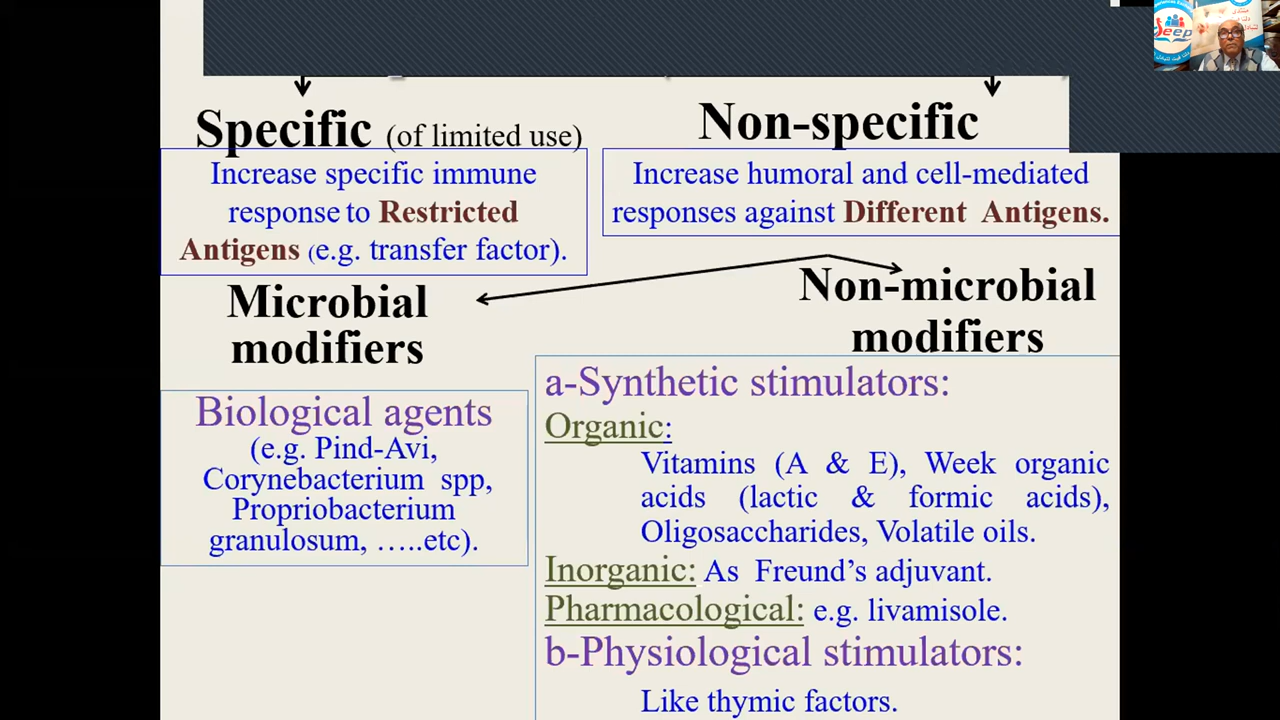 Specific (of limited use)
Increase specific immune
response to Restricted
Antigens (e.g. transfer factor).
Non-specific
Increase humoral and cell-mediated
responses against Different Antigens.
Microbial
modifiers
Biological agents
(e.g. Pind-Avi,
Corynebacterium spp,
Propriobacterium
granulosum, …..etc).
Non-microbial
modifiers
a-Synthetic stimulators:
Organic:
Vitamins (A & E), Week organic
acids (lactic & formic acids),
Oligosaccharides, Volatile oils.
Inorganic: As Freund’s adjuvant.
Pharmacological: e.g. livamisole.
b-Physiological stimulators:
Like thymic factors.